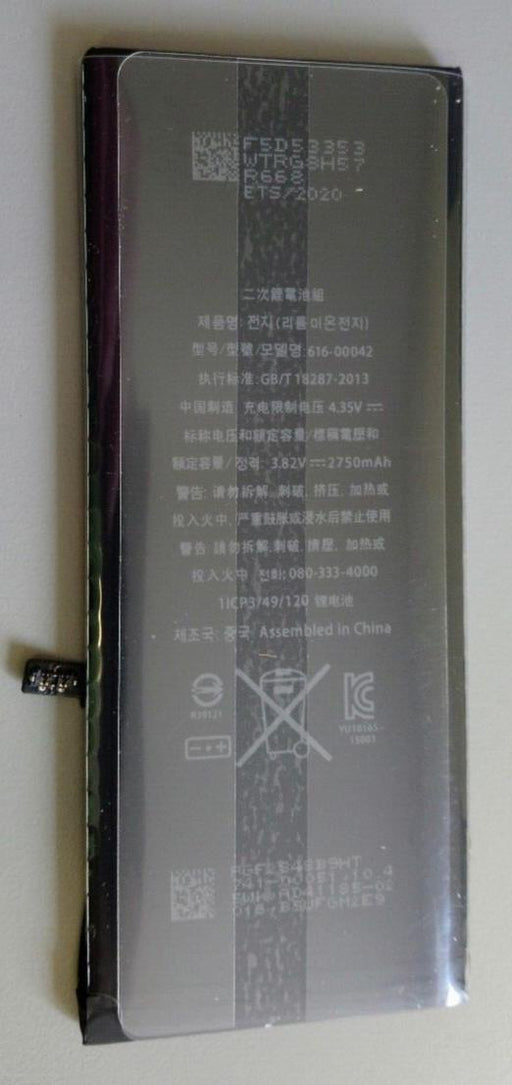 F5D53353
WTRG8H57
R668
ETS/2020
二次鋰電池組
제품명: 전지(리튬이온전지)
型号/型號/모델명:616-00042
执行标准:GB/T 18287-2013
中国制造 充电限制电压 4.35V
标称电压和额定容量/標稱電壓和
額定容量/정격: 3.82V 2750mAh
警告: 请勿拆解, 刺破, 挤压, 加热或
投入火中, 严重鼓胀或浸水后禁止使用
警告 請勿拆解,刺破, 擠壓, 加热或
投入火中 전화: 080-333-4000
1ICP3/49/120 锂电池
제조국: 중국 Assembled in China
R39121
YU10165-
15003